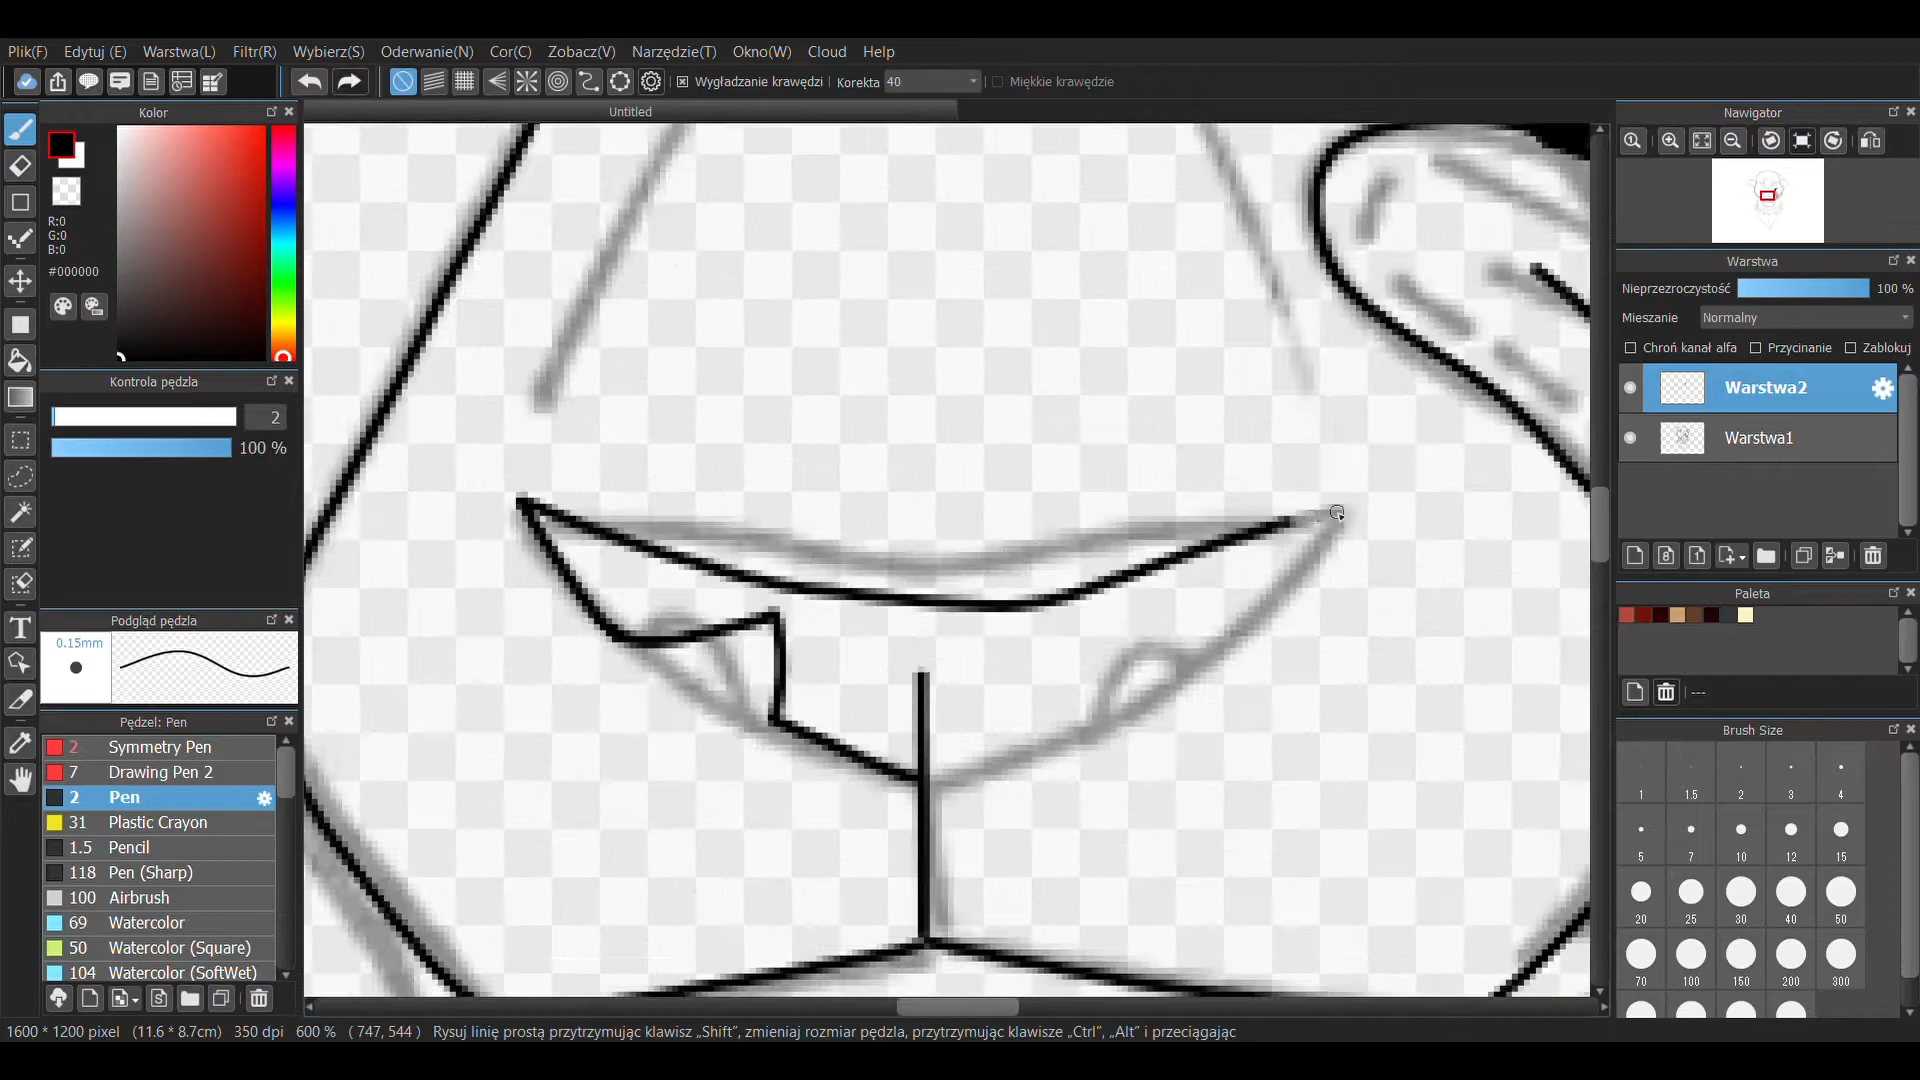 Plik(F) Edytuj (E) Warstwa(L) Filtr(R) Wybierz(S) Oderwanie(N) Cor(C) Zobacz(V) Narzędzie(T) Okno(W) Cloud Help
Wygładzanie krawędzi Korekta 40 Miękkie krawędzie
Kolor
R:0
G:0
B:0
#000000
Kontrola pędzla
2
100 %
Podgląd pędzla
0.15mm
Pędzel: Pen
2 Symmetry Pen
7 Drawing Pen 2
2 Pen
31 Plastic Crayon
1.5 Pencil
118 Pen (Sharp)
100 Airbrush
69 Watercolor
50 Watercolor (Square)
104 Watercolor (SoftWet)
Untitled
Nawigator
Warstwa
Nieprzezroczystość 100 %
Mieszanie Normalny
Chroń kanał alfa Przycinanie Zablokuj
Warstwa2
Warstwa1
Paleta
---
Brush Size
1 1.5 2 3 4
5 7 10 12 15
20 25 30 40 50
70 100 150 200 300
1600 * 1200 pixel (11.6 * 8.7cm) 350 dpi 600 % ( 747, 544 ) Rysuj linię prostą przytrzymując klawisz „Shift”, zmieniaj rozmiar pędzla, przytrzymując klawisze „Ctrl”, „Alt” i przeciągając